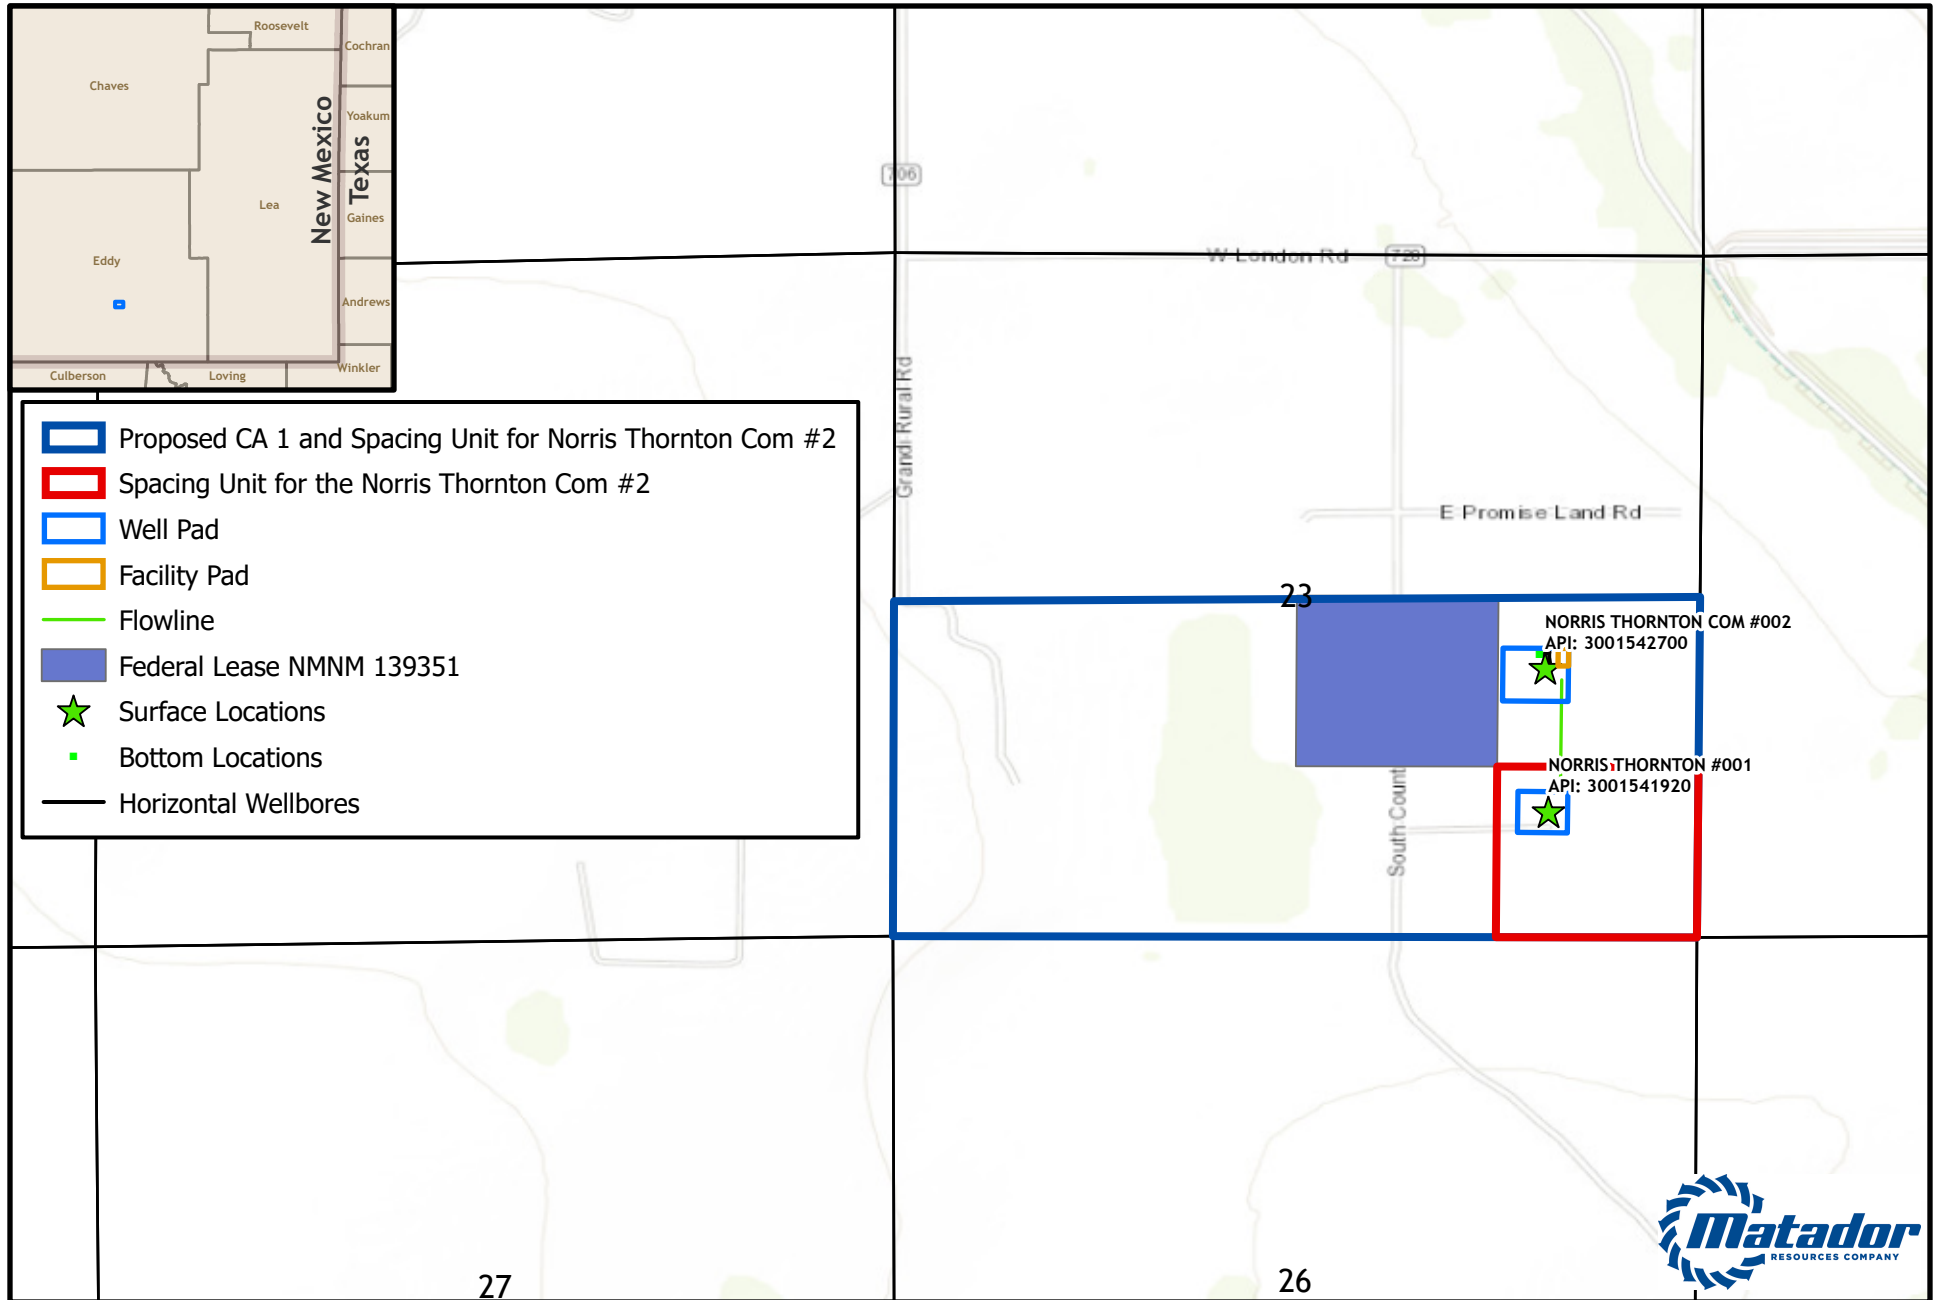 Roosevelt
Cochran
Chaves
Yoakum
New Mexico
Texas
Lea
Gaines
Eddy
Andrews
Winkler
Culberson
Loving
706
W London Rd
728
Grandi Rural Rd
E Promise Land Rd
Proposed CA 1 and Spacing Unit for Norris Thornton Com #2
Spacing Unit for the Norris Thornton Com #2
Well Pad
Facility Pad
Flowline
Federal Lease NMNM 139351
Surface Locations
Bottom Locations
Horizontal Wellbores
23
NORRIS THORNTON COM #002
API: 3001542700
NORRIS THORNTON #001
API: 3001541920
South Count
27
26
Matador
RESOURCES COMPANY